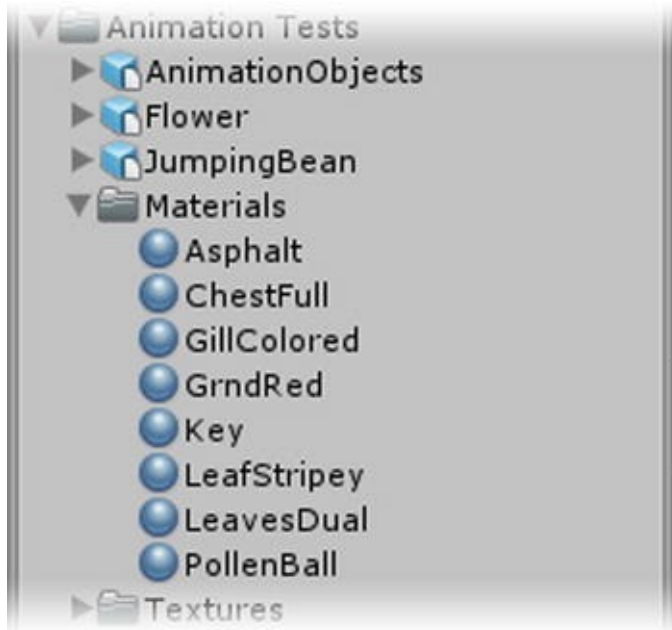 Animation Tests
AnimationObjects
Flower
JumpingBean
Materials
Asphalt
ChestFull
GillColored
GrndRed
Key
LeafStripey
LeavesDual
PollenBall
Textures